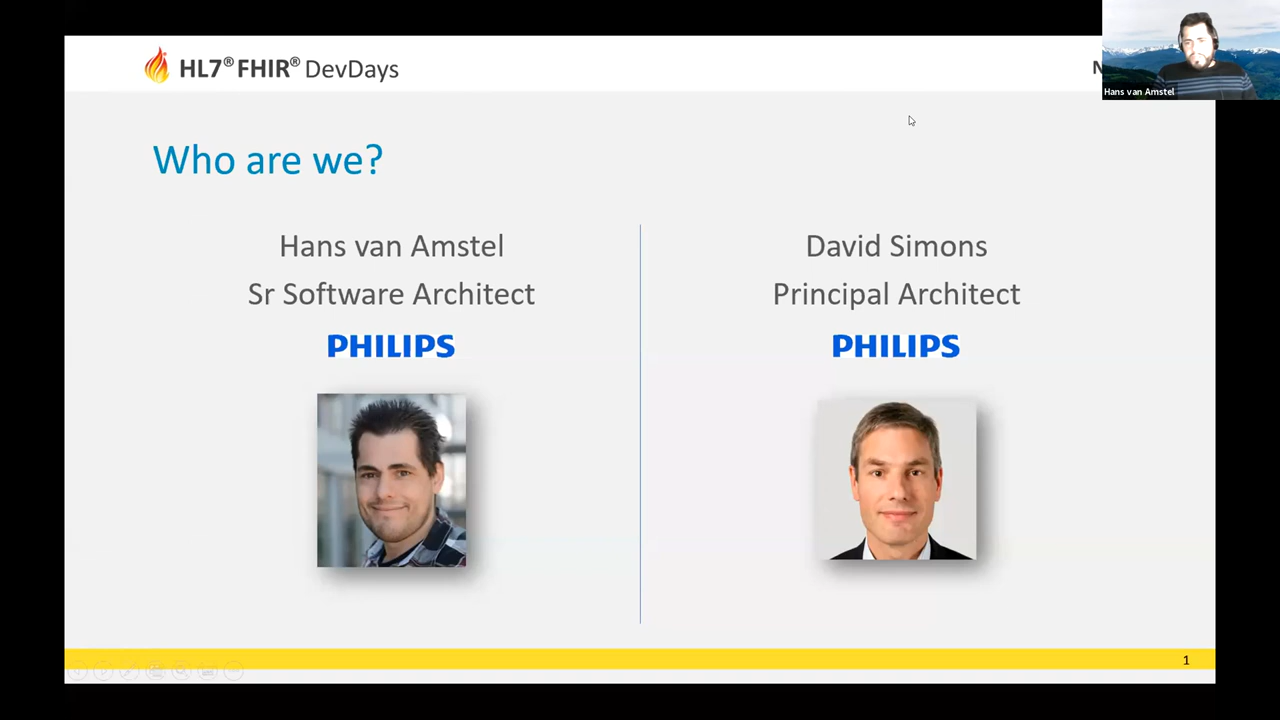 HL7® FHIR® DevDays
Hans van Amstel
Who are we?
Hans van Amstel
Sr Software Architect
PHILIPS
David Simons
Principal Architect
PHILIPS
1